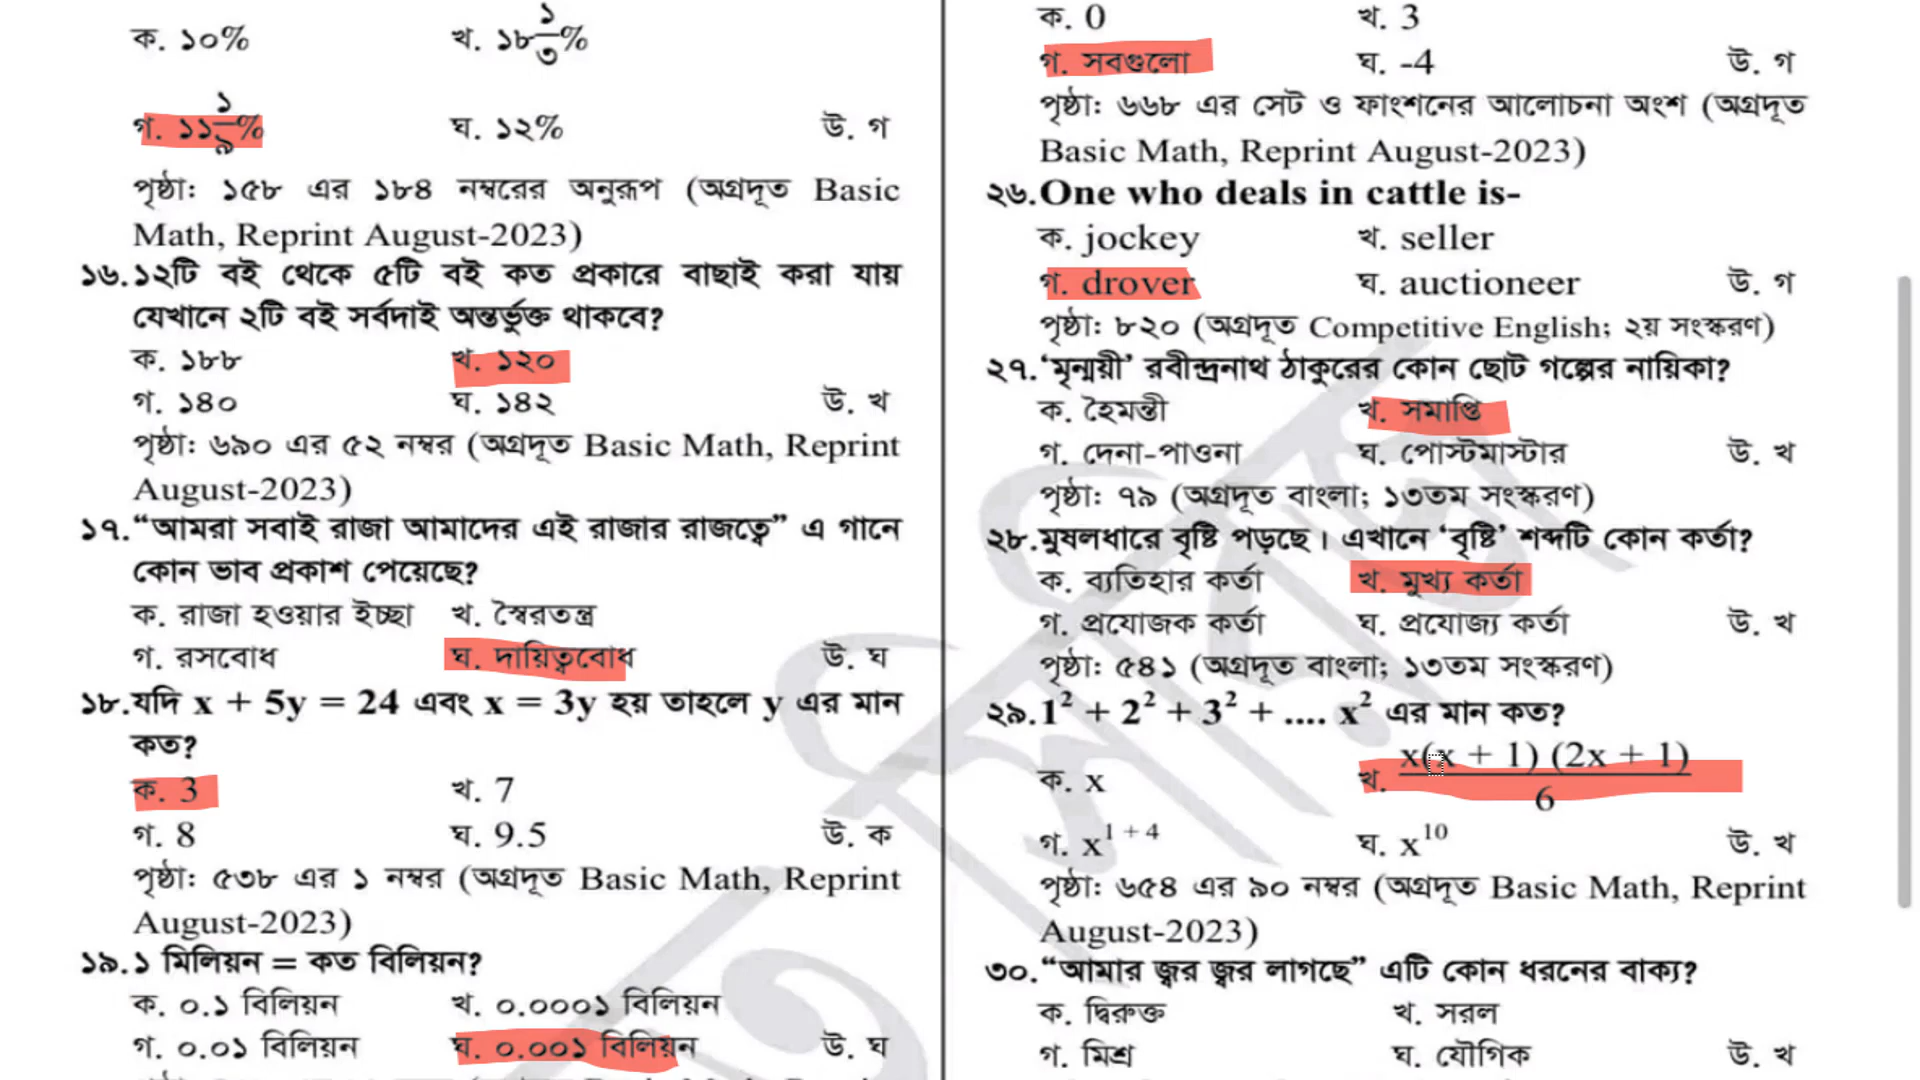 ক. ১০%
খ. ১৮১/৩%
গ. ১১১/৯%
ঘ. ১২%
উ. গ
পৃষ্ঠা: ১৫৮ এর ১৮৪ নম্বরের অনুরূপ (অগ্রদূত Basic
Math, Reprint August-2023)
১৬.১২টি বই থেকে ৫টি বই কত প্রকারে বাছাই করা যায়
যেখানে ২টি বই সর্বদাই অন্তর্ভুক্ত থাকবে?
ক. ১৮৮
খ. ১২০
গ. ১৪০
ঘ. ১৪২
উ. খ
পৃষ্ঠা: ৬৯০ এর ৫২ নম্বর (অগ্রদূত Basic Math, Reprint
August-2023)
১৭.“আমরা সবাই রাজা আমাদের এই রাজার রাজত্বে” এ গানে
কোন ভাব প্রকাশ পেয়েছে?
ক. রাজা হওয়ার ইচ্ছা
খ. স্বৈরতন্ত্র
গ. রসবোধ
ঘ. দায়িত্ববোধ
উ. ঘ
১৮.যদি x + 5y = 24 এবং x = 3y হয় তাহলে y এর মান
কত?
ক. 3
খ. 7
গ. 8
ঘ. 9.5
উ. ক
পৃষ্ঠা: ৫৩৮ এর ১ নম্বর (অগ্রদূত Basic Math, Reprint
August-2023)
১৯.১ মিলিয়ন = কত বিলিয়ন?
ক. ০.১ বিলিয়ন
খ. ০.০০০১ বিলিয়ন
গ. ০.০১ বিলিয়ন
ঘ. ০.০০১ বিলিয়ন
উ. ঘ
ক. 0
খ. 3
গ. সবগুলো
ঘ. -4
উ. গ
পৃষ্ঠা: ৬৬৮ এর সেট ও ফাংশনের আলোচনা অংশ (অগ্রদূত
Basic Math, Reprint August-2023)
২৬.One who deals in cattle is-
ক. jockey
খ. seller
গ. drover
ঘ. auctioneer
উ. গ
পৃষ্ঠা: ৮২০ (অগ্রদূত Competitive English; ২য় সংস্করণ)
২৭.‘মৃন্ময়ী’ রবীন্দ্রনাথ ঠাকুরের কোন ছোট গল্পের নায়িকা?
ক. হৈমন্তী
খ. সমাপ্তি
গ. দেনা-পাওনা
ঘ. পোস্টমাস্টার
উ. খ
পৃষ্ঠা: ৭৯ (অগ্রদূত বাংলা; ১৩তম সংস্করণ)
২৮.মুষলধারে বৃষ্টি পড়ছে। এখানে ‘বৃষ্টি’ শব্দটি কোন কর্তা?
ক. ব্যতিহার কর্তা
খ. মুখ্য কর্তা
গ. প্রযোজক কর্তা
ঘ. প্রযোজ্য কর্তা
উ. খ
পৃষ্ঠা: ৫৪১ (অগ্রদূত বাংলা; ১৩তম সংস্করণ)
২৯.1² + 2² + 3² + .... x² এর মান কত?
ক. x
খ. x(x + 1) (2x + 1)/6
গ. x¹ ⁺ ⁴
ঘ. x¹⁰
উ. খ
পৃষ্ঠা: ৬৫৪ এর ৯০ নম্বর (অগ্রদূত Basic Math, Reprint
August-2023)
৩০.“আমার জ্বর জ্বর লাগছে” এটি কোন ধরনের বাক্য?
ক. দ্বিরুক্ত
খ. সরল
গ. মিশ্র
ঘ. যৌগিক
উ. খ